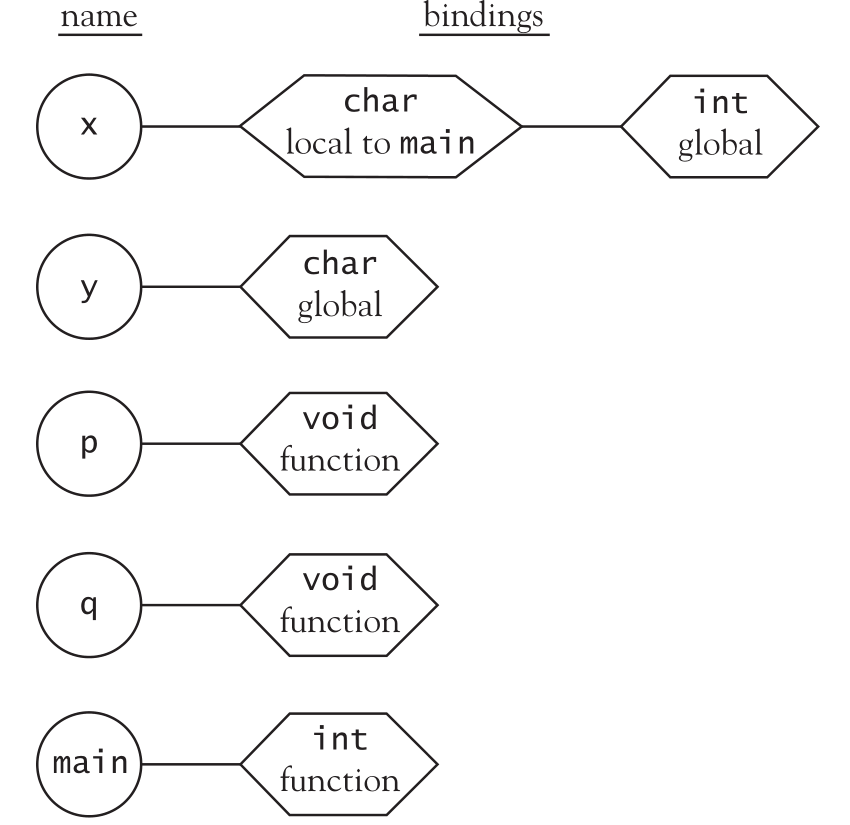 name bindings
x char int
local to main global
y char
global
p void
function
q void
function
main int
function